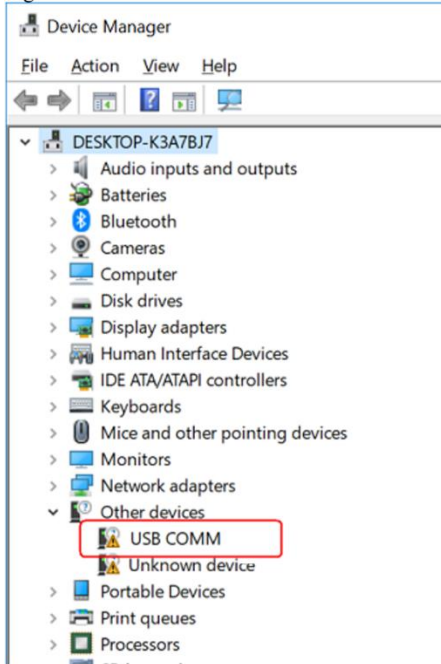 Device Manager
File Action View Help
DESKTOP-K3A7BJ7
Audio inputs and outputs
Batteries
Bluetooth
Cameras
Computer
Disk drives
Display adapters
Human Interface Devices
IDE ATA/ATAPI controllers
Keyboards
Mice and other pointing devices
Monitors
Network adapters
Other devices
USB COMM
Unknown device
Portable Devices
Print queues
Processors